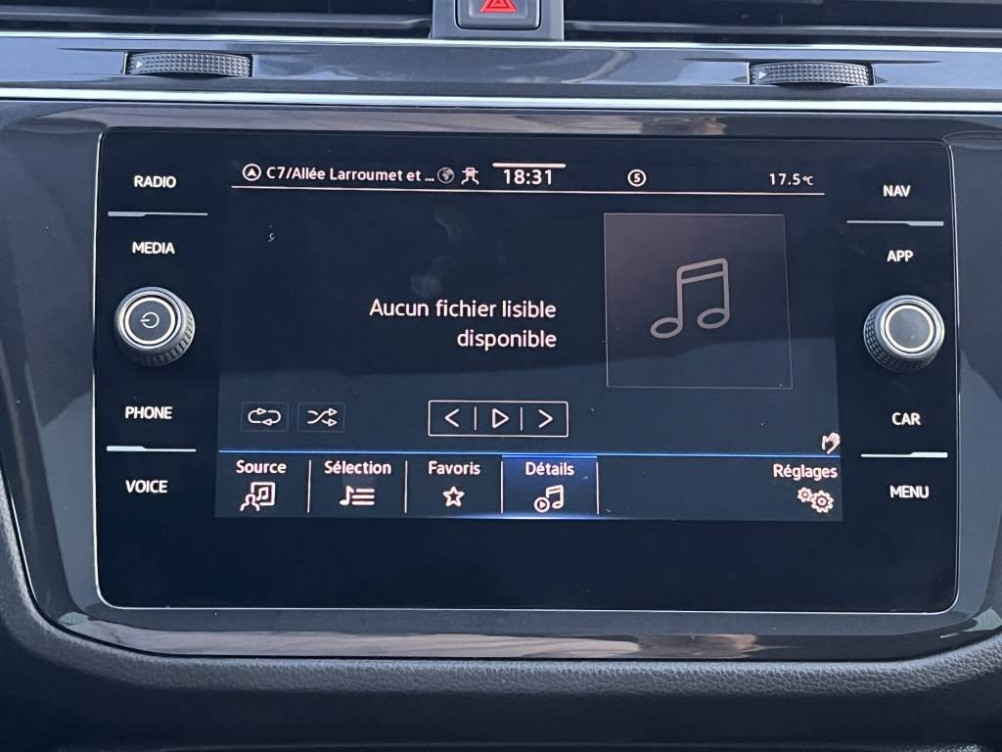 RADIO
MEDIA
PHONE
VOICE
C7/Allée Larroumet et ...
18:31
5
17.5°C
Aucun fichier lisible
disponible
Source
Sélection
Favoris
Détails
Réglages
NAV
APP
CAR
MENU